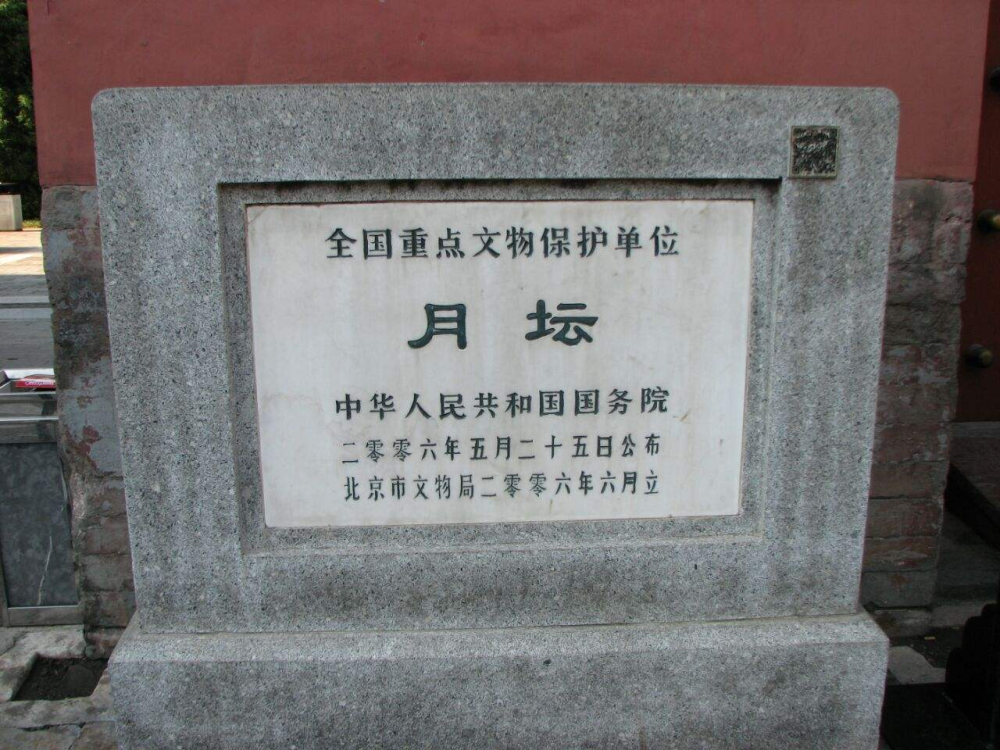 全国重点文物保护单位
月坛
中华人民共和国国务院
二零零六年五月二十五日公布
北京市文物局二零零六年六月立